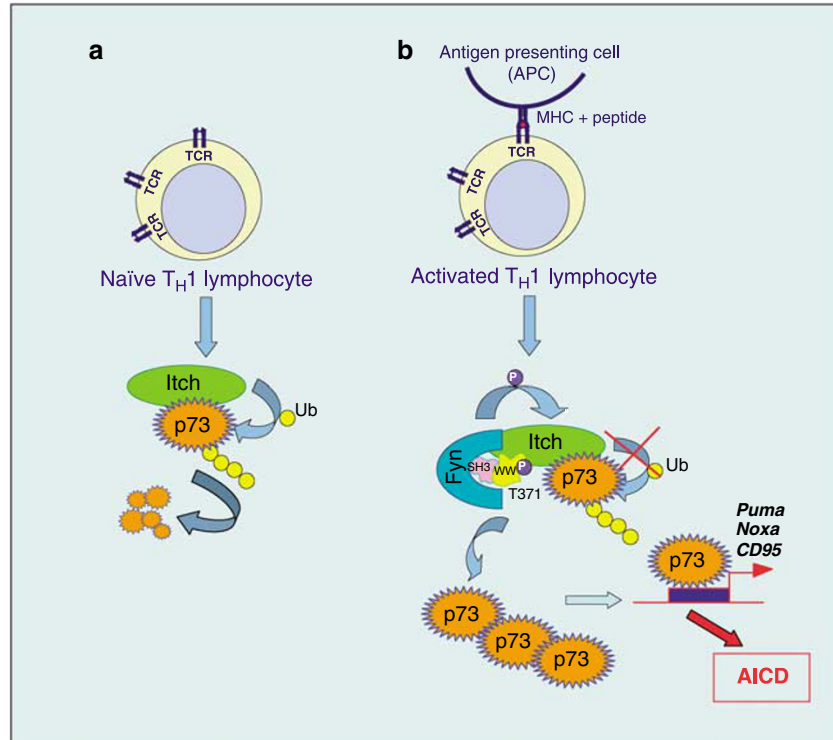 a
TCR
TCR
TCR
Naïve TH1 lymphocyte
Itch
p73
Ub
b
Antigen presenting cell
(APC)
MHC + peptide
TCR
TCR
TCR
Activated TH1 lymphocyte
P
Itch
Fyn
SH3
WW
P
T371
p73
Ub
p73
p73
p73
Puma
Noxa
CD95
p73
AICD